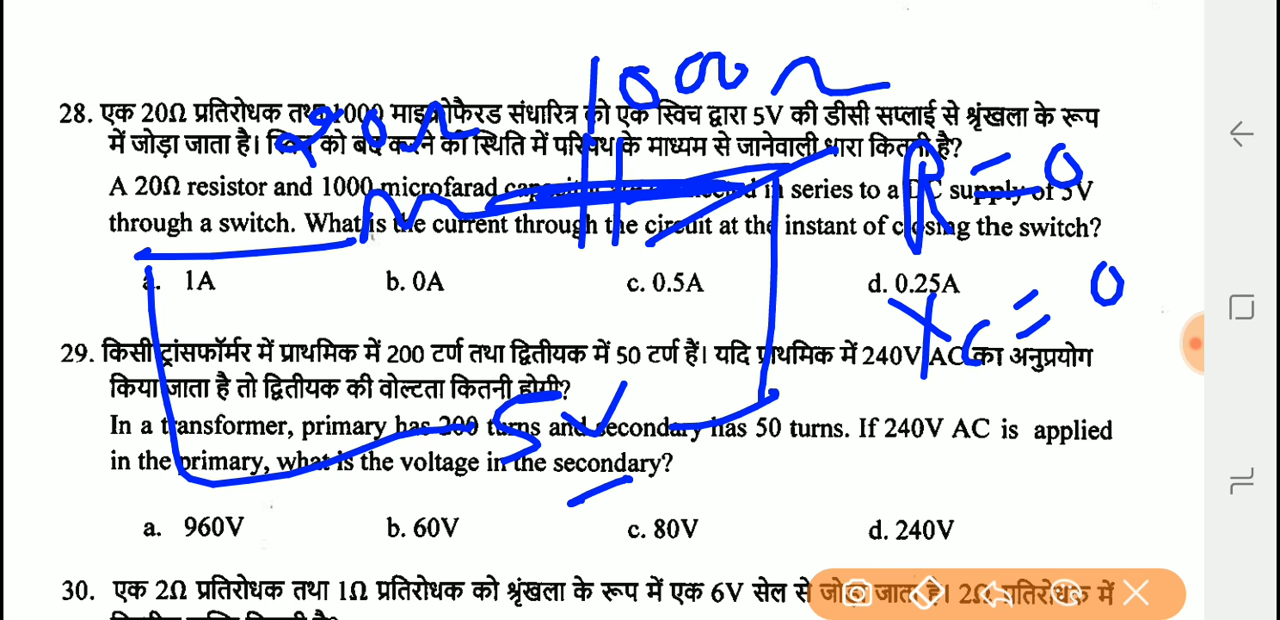 1000 Ω
28. एक 20Ω प्रतिरोधक तथा 1000 माइक्रोफैरड संधारित्र को एक स्विच द्वारा 5V की डीसी सप्लाई से श्रृंखला के रूप
20 Ω
में जोड़ा जाता है। स्विच को बंद करने की स्थिति में परिपथ के माध्यम से जानेवाली धारा कितनी है?
R = 0
A 20Ω resistor and 1000 microfarad capacitor are connected in series to a DC supply of 5V
through a switch. What is the current through the circuit at the instant of closing the switch?
a. 1A b. 0A c. 0.5A d. 0.25A
Xc = 0
29. किसी ट्रांसफॉर्मर में प्राथमिक में 200 टर्ण तथा द्वितीयक में 50 टर्ण हैं। यदि प्राथमिक में 240V AC का अनुप्रयोग
किया जाता है तो द्वितीयक की वोल्टता कितनी होगी?
5V
In a transformer, primary has 200 turns and secondary has 50 turns. If 240V AC is applied
in the primary, what is the voltage in the secondary?
a. 960V b. 60V c. 80V d. 240V
30. एक 2Ω प्रतिरोधक तथा 1Ω प्रतिरोधक को श्रृंखला के रूप में एक 6V सेल से जोड़ा जाता है। 2Ω प्रतिरोधक में